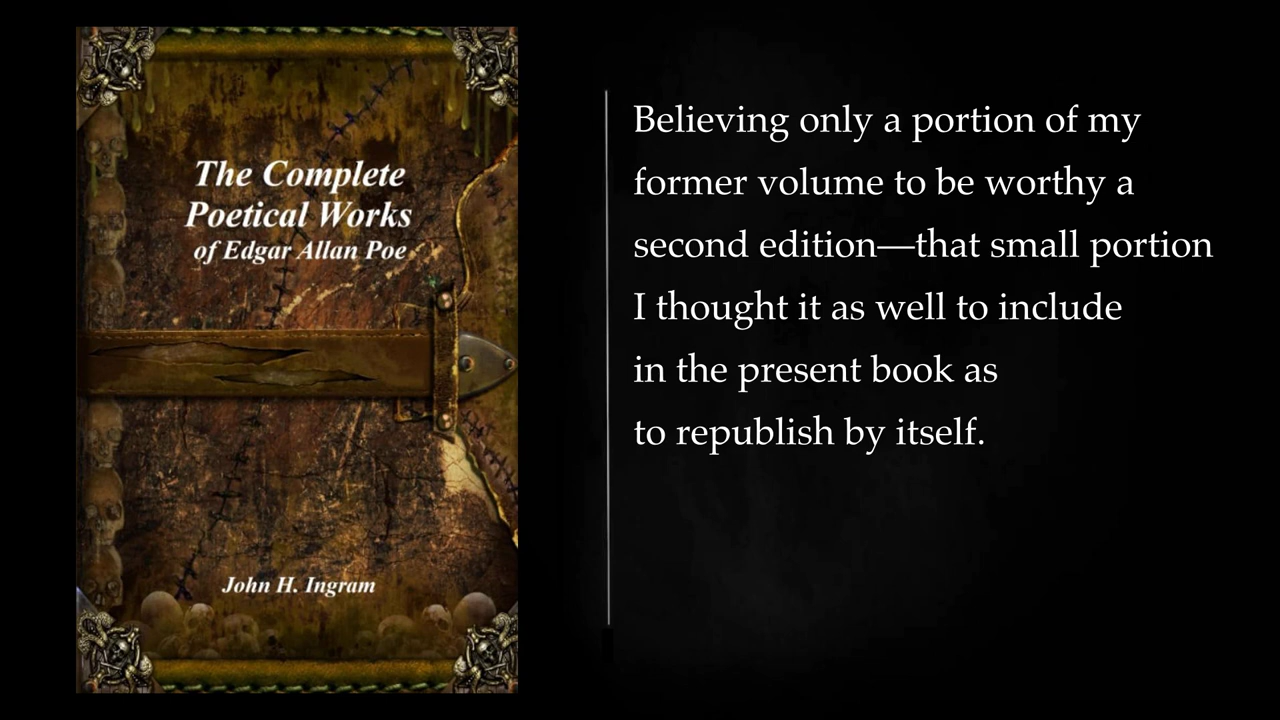 The Complete
Poetical Works
of Edgar Allan Poe
John H. Ingram
Believing only a portion of my
former volume to be worthy a
second edition—that small portion
I thought it as well to include
in the present book as
to republish by itself.